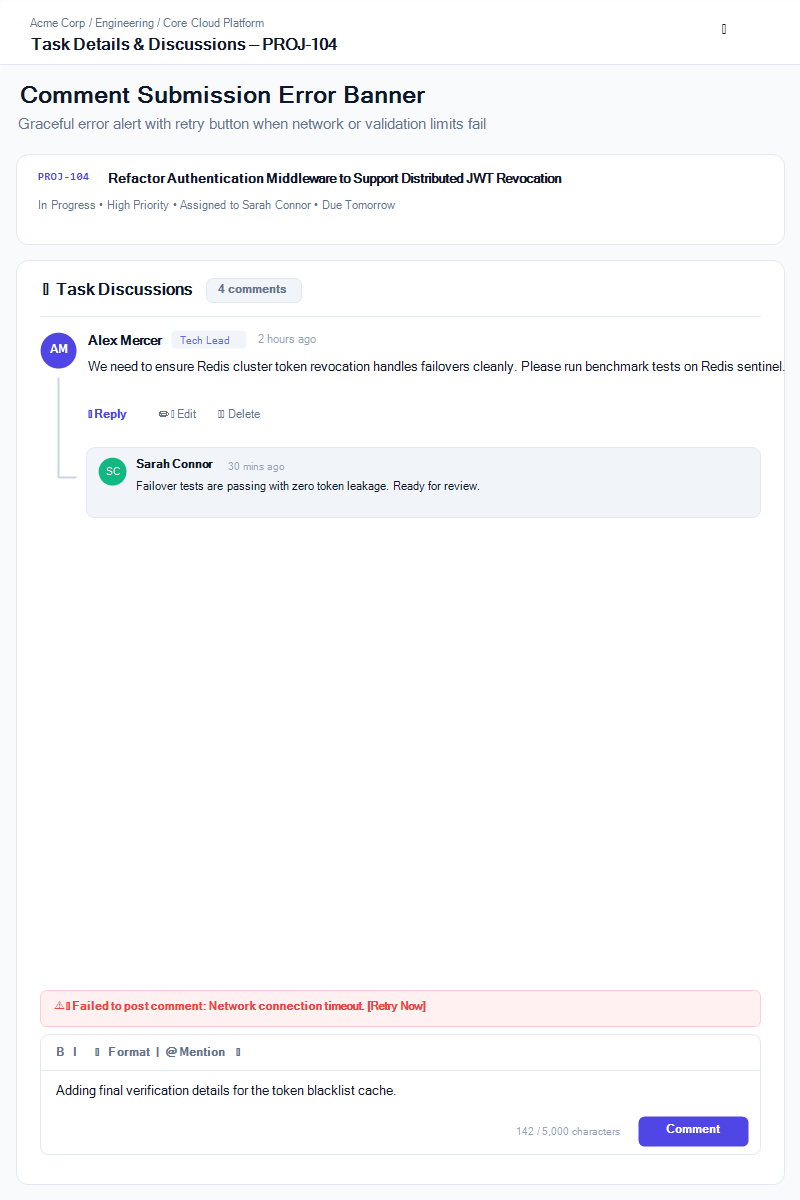 Acme Corp / Engineering / Core Cloud Platform
Task Details & Discussions — PROJ-104
Comment Submission Error Banner
Graceful error alert with retry button when network or validation limits fail
PROJ-104 Refactor Authentication Middleware to Support Distributed JWT Revocation
In Progress • High Priority • Assigned to Sarah Connor • Due Tomorrow
Task Discussions 4 comments
AM Alex Mercer Tech Lead 2 hours ago
We need to ensure Redis cluster token revocation handles failovers cleanly. Please run benchmark tests on Redis sentinel.
Reply ✏ Edit Delete
SC Sarah Connor 30 mins ago
Failover tests are passing with zero token leakage. Ready for review.
⚠ Failed to post comment: Network connection timeout. [Retry Now]
B I Format | @ Mention
Adding final verification details for the token blacklist cache.
142 / 5,000 characters Comment